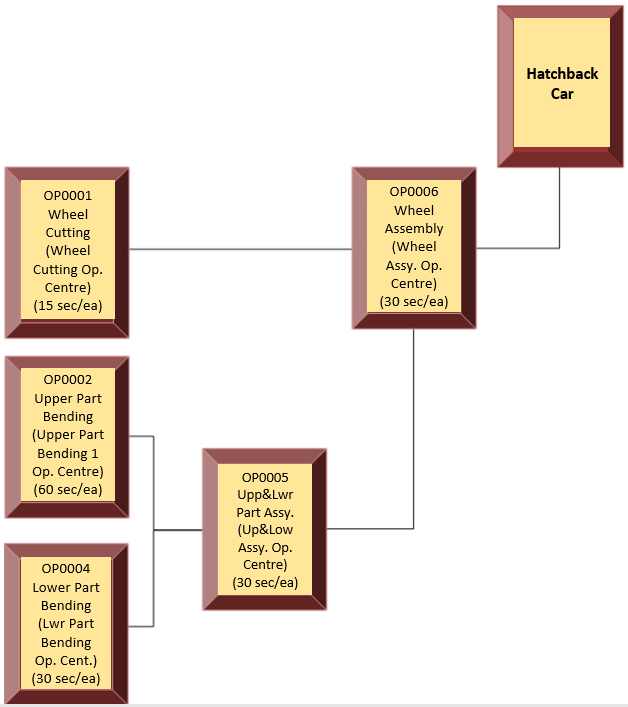 Hatchback
Car
OP0001
Wheel
Cutting
(Wheel
Cutting Op.
Centre)
(15 sec/ea)
OP0006
Wheel
Assembly
(Wheel
Assy. Op.
Centre)
(30 sec/ea)
OP0002
Upper Part
Bending
(Upper Part
Bending 1
Op. Centre)
(60 sec/ea)
OP0005
Upp&Lwr
Part Assy.
(Up&Low
Assy. Op.
Centre)
(30 sec/ea)
OP0004
Lower Part
Bending
(Lwr Part
Bending
Op. Cent.)
(30 sec/ea)